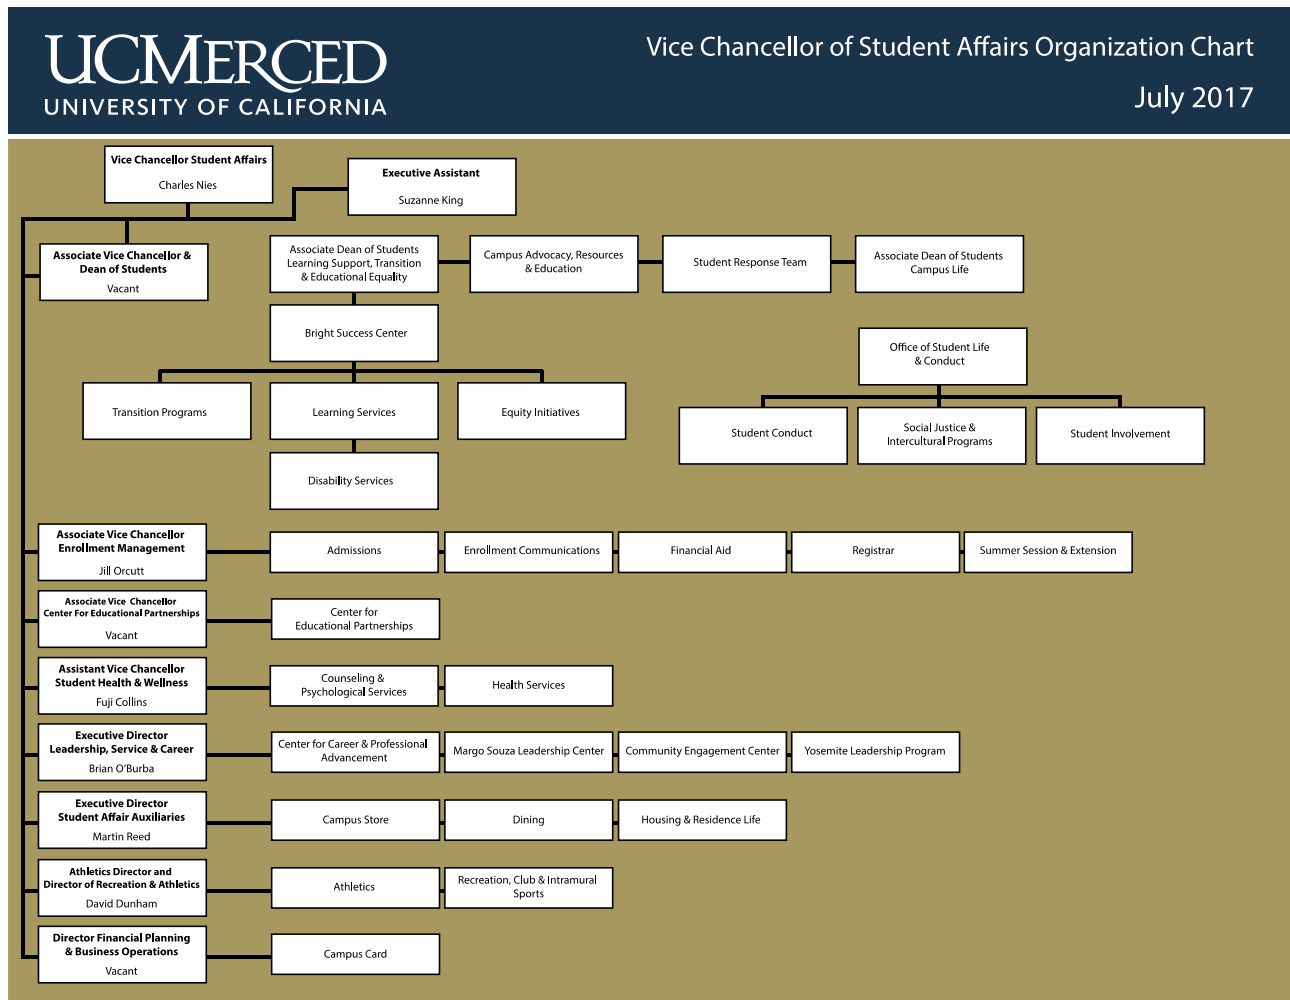 UCMERCED
UNIVERSITY OF CALIFORNIA
Vice Chancellor of Student Affairs Organization Chart
July 2017
Vice Chancellor Student Affairs
Charles Nies
Executive Assistant
Suzanne King
Associate Vice Chancellor &
Dean of Students
Vacant
Associate Dean of Students
Learning Support, Transition
& Educational Equality
Campus Advocacy, Resources
& Education
Student Response Team
Associate Dean of Students
Campus Life
Bright Success Center
Office of Student Life
& Conduct
Transition Programs
Learning Services
Equity Initiatives
Student Conduct
Social Justice &
Intercultural Programs
Student Involvement
Disability Services
Associate Vice Chancellor
Enrollment Management
Jill Orcutt
Admissions
Enrollment Communications
Financial Aid
Registrar
Summer Session & Extension
Associate Vice Chancellor
Center For Educational Partnerships
Vacant
Center for
Educational Partnerships
Assistant Vice Chancellor
Student Health & Wellness
Fuji Collins
Counseling &
Psychological Services
Health Services
Executive Director
Leadership, Service & Career
Brian O'Burba
Center for Career & Professional
Advancement
Margo Souza Leadership Center
Community Engagement Center
Yosemite Leadership Program
Executive Director
Student Affair Auxiliaries
Martin Reed
Campus Store
Dining
Housing & Residence Life
Athletics Director and
Director of Recreation & Athletics
David Dunham
Athletics
Recreation, Club & Intramural
Sports
Director Financial Planning
& Business Operations
Vacant
Campus Card